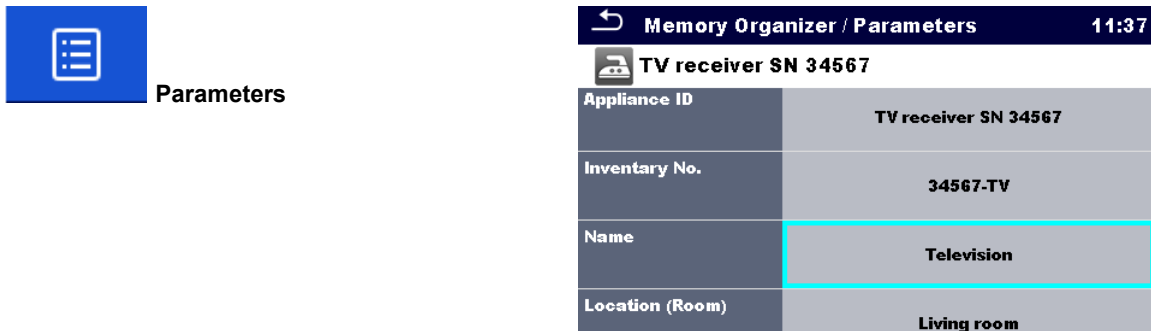 Parameters
Memory Organizer / Parameters 11:37
TV receiver SN 34567
Appliance ID
TV receiver SN 34567
Inventary No.
34567-TV
Name
Television
Location (Room)
Living room